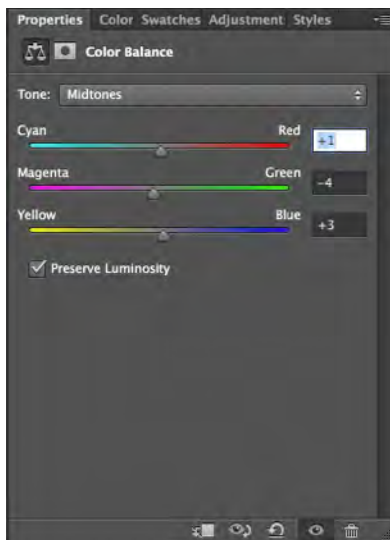 Properties Color Swatches Adjustment Styles
Color Balance
Tone: Midtones
Cyan Red +1
Magenta Green -4
Yellow Blue +3
Preserve Luminosity